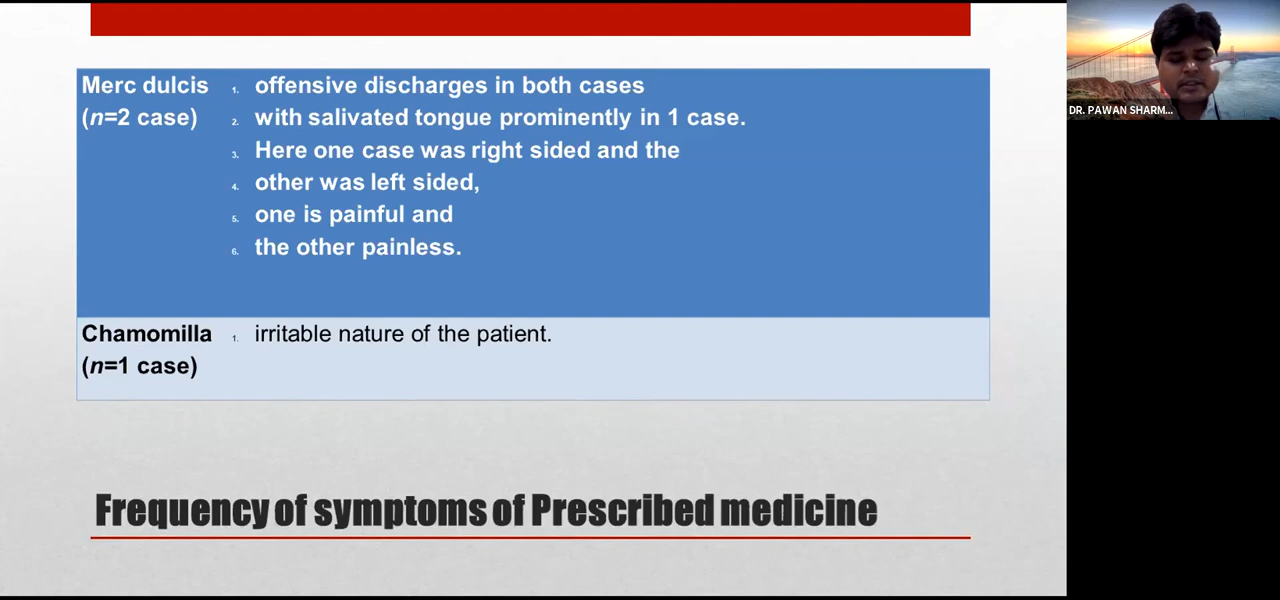 Merc dulcis 1. offensive discharges in both cases
(n=2 case) 2. with salivated tongue prominently in 1 case.
3. Here one case was right sided and the
4. other was left sided,
5. one is painful and
6. the other painless.
Chamomilla 1. irritable nature of the patient.
(n=1 case)
Frequency of symptoms of Prescribed medicine
DR. PAWAN SHARM...